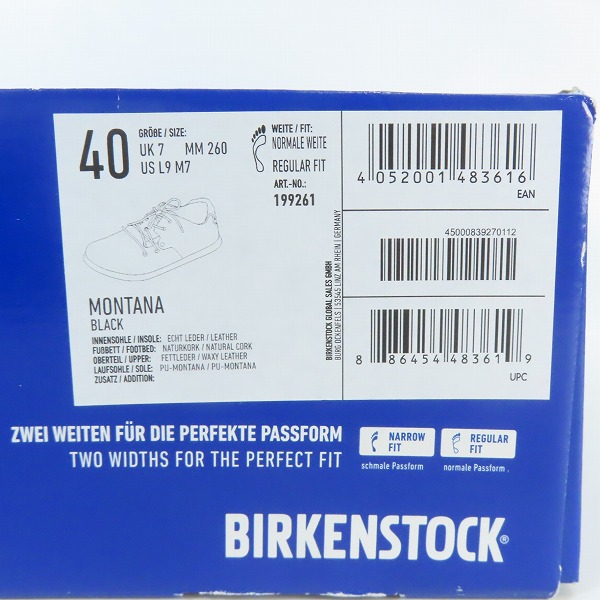 40
GRÖßE / SIZE:
UK 7 MM 260
US L9 M7
WEITE / FIT:
NORMALE WEITE
REGULAR FIT
ART.-NO.:
199261
MONTANA
BLACK
INNENSOHLE / INSOLE: ECHT LEDER / LEATHER
FUßBETT / FOOTBED: NATURKORK / NATURAL CORK
OBERTEIL / UPPER: FETTLEDER / WAXY LEATHER
LAUFSOHLE / SOLE: PU-MONTANA / PU-MONTANA
ZUSATZ / ADDITION:
BIRKENSTOCK GLOBAL SALES GMBH
BURG OCKENFELS | 53545 LINZ AM RHEIN | GERMANY
4 052001 483616
EAN
45000839270112
8 86454 48361 9
UPC
ZWEI WEITEN FÜR DIE PERFEKTE PASSFORM
TWO WIDTHS FOR THE PERFECT FIT
NARROW FIT
schmale Passform
REGULAR FIT
normale Passform .
BIRKENSTOCK®